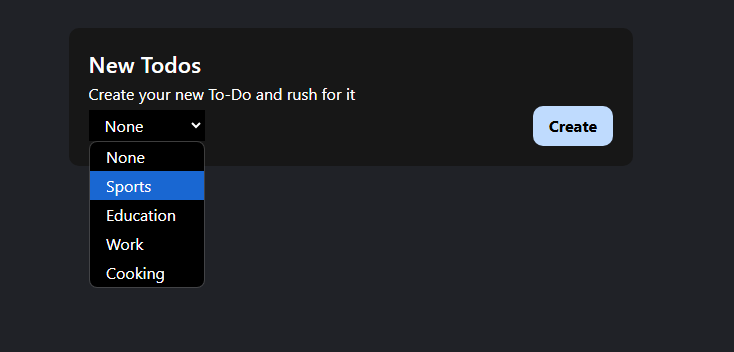 New Todos
Create your new To-Do and rush for it
None
Create
None
Sports
Education
Work
Cooking